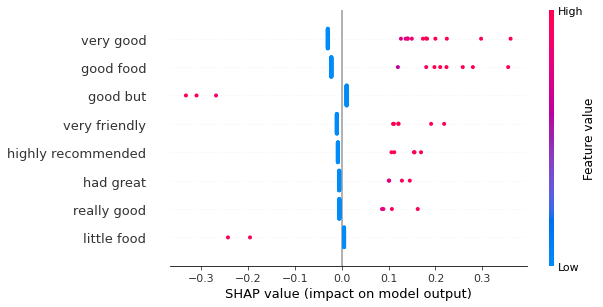 High
very good
good food
good but
very friendly
highly recommended
had great
really good
little food
Feature value
Low
−0.3 −0.2 −0.1 0.0 0.1 0.2 0.3
SHAP value (impact on model output)